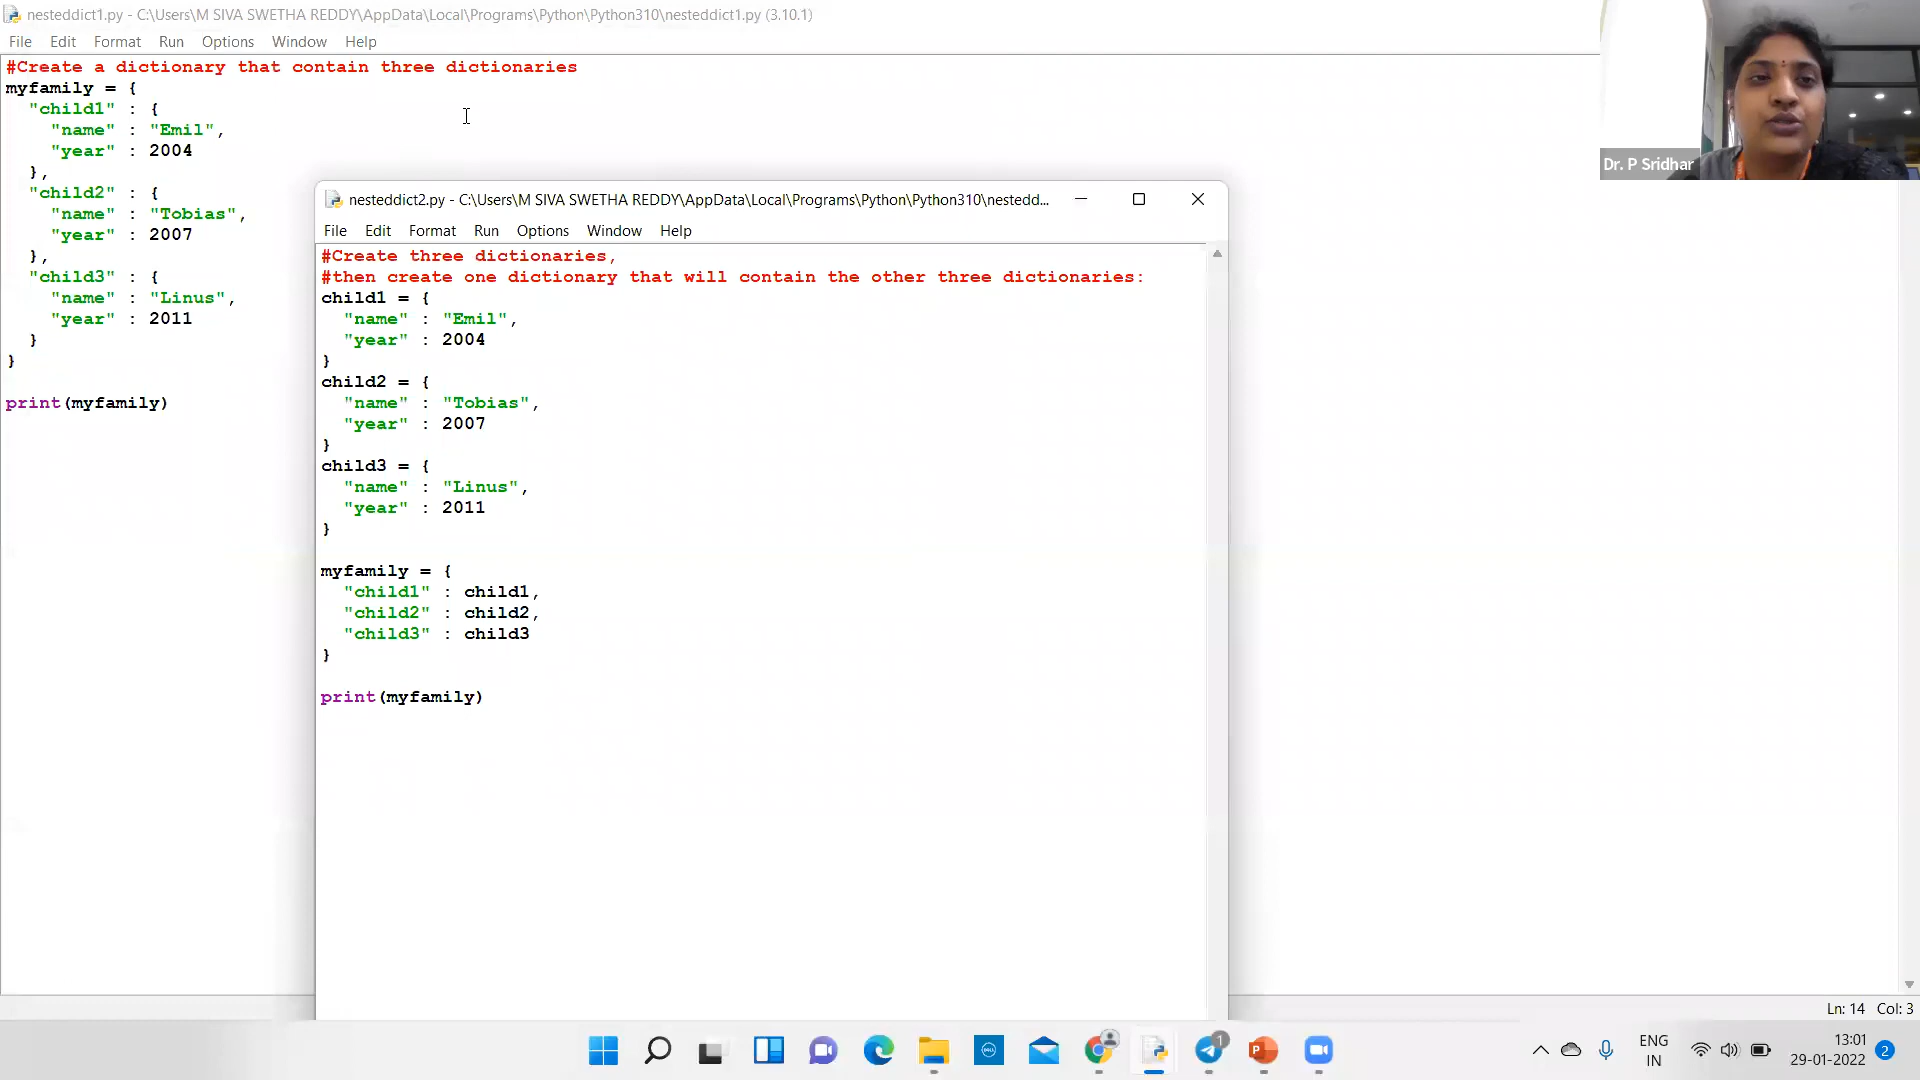 nesteddict1.py - C:\Users\M SIVA SWETHA REDDY\AppData\Local\Programs\Python\Python310\nesteddict1.py (3.10.1)
File Edit Format Run Options Window Help
#Create a dictionary that contain three dictionaries
myfamily = {
  "child1" : {
    "name" : "Emil",
    "year" : 2004
  },
  "child2" : {
    "name" : "Tobias",
    "year" : 2007
  },
  "child3" : {
    "name" : "Linus",
    "year" : 2011
  }
}
print(myfamily)
Dr. P Sridhar
nesteddict2.py - C:\Users\M SIVA SWETHA REDDY\AppData\Local\Programs\Python\Python310\nestedd...
File Edit Format Run Options Window Help
#Create three dictionaries,
#then create one dictionary that will contain the other three dictionaries:
child1 = {
  "name" : "Emil",
  "year" : 2004
}
child2 = {
  "name" : "Tobias",
  "year" : 2007
}
child3 = {
  "name" : "Linus",
  "year" : 2011
}
myfamily = {
  "child1" : child1,
  "child2" : child2,
  "child3" : child3
}
print(myfamily)
Ln: 14 Col: 3
1
ENG
IN
13:01
29-01-2022
2